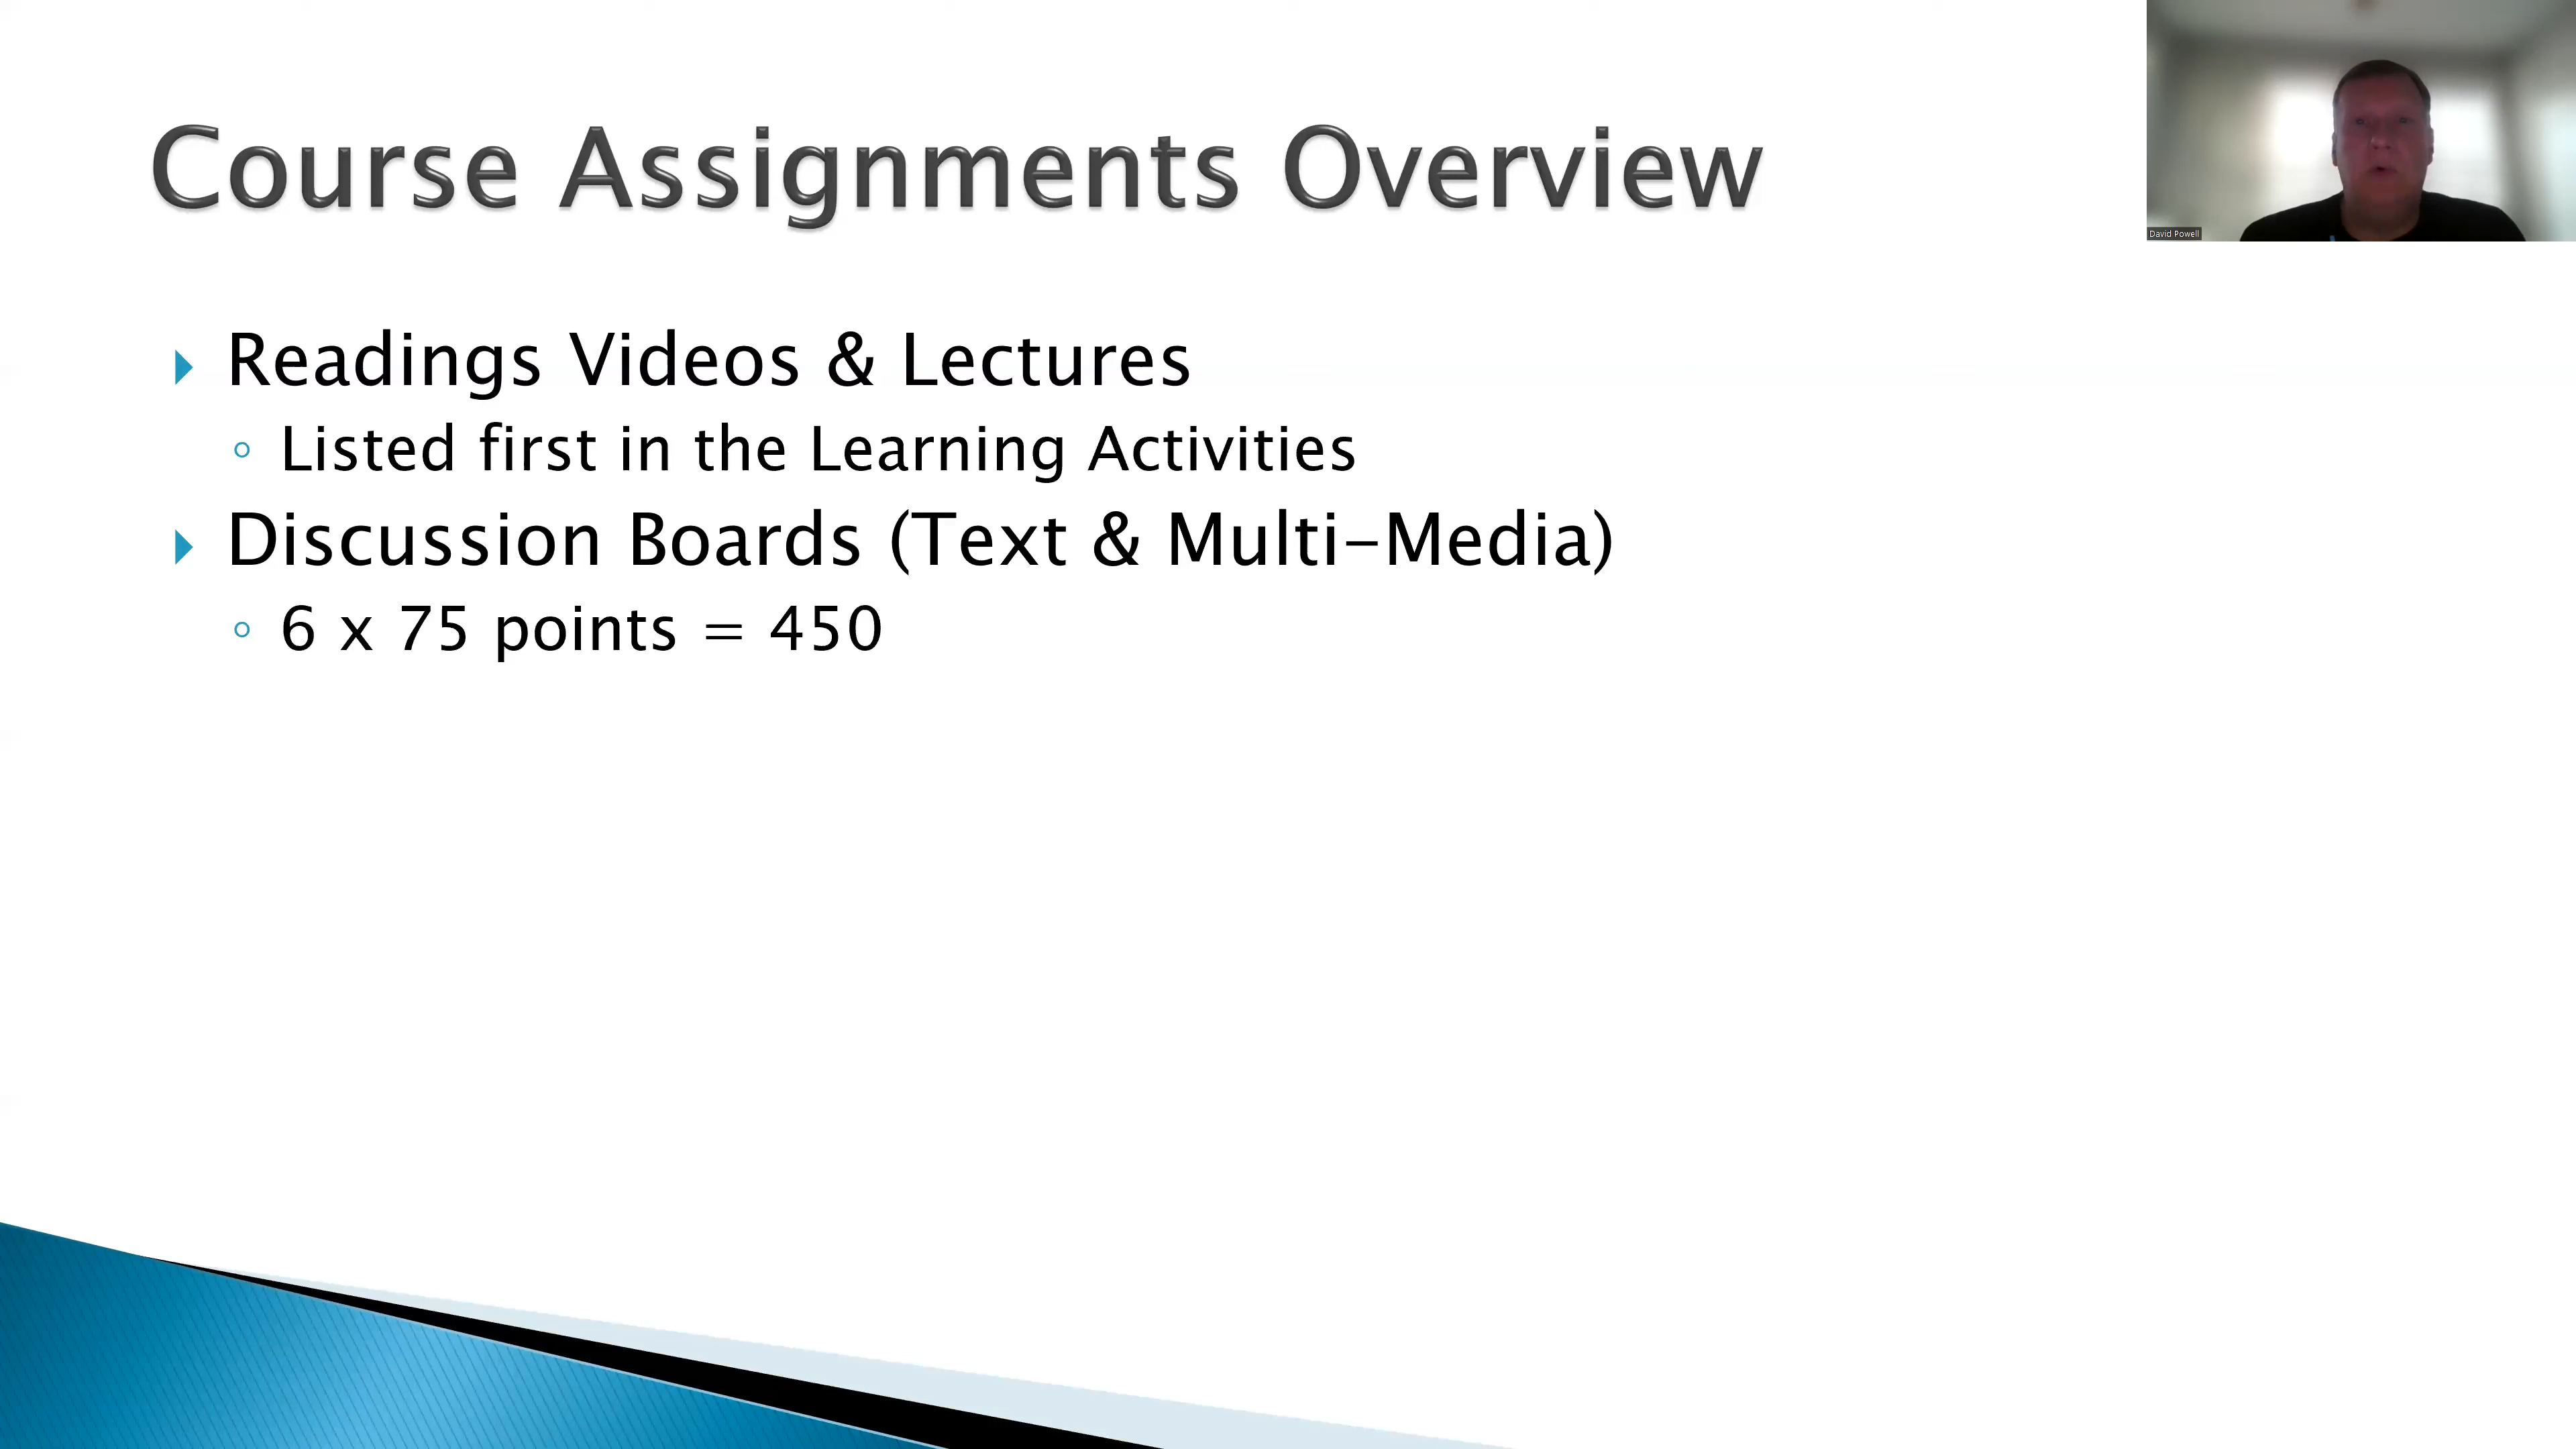 Course Assignments Overview
David Powell
Readings Videos & Lectures
Listed first in the Learning Activities
Discussion Boards (Text & Multi-Media)
6 x 75 points = 450